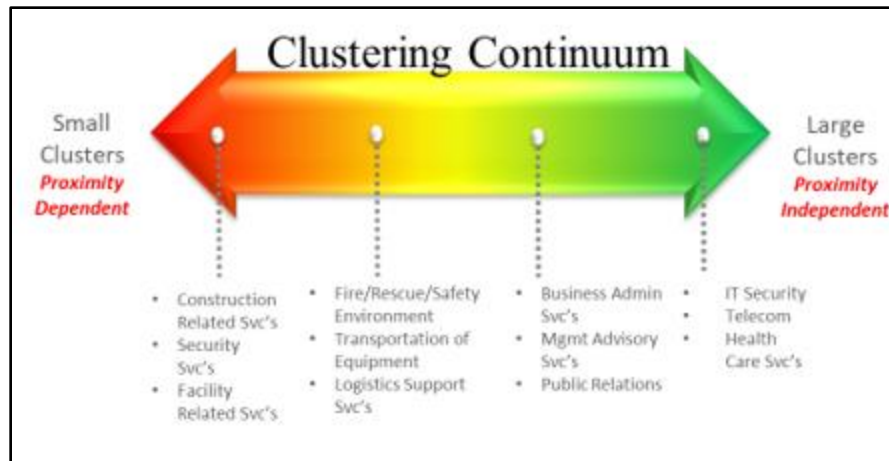 Clustering Continuum
Small
Clusters
Proximity
Dependent
Large
Clusters
Proximity
Independent
• Construction
Related Svc's
• Security
Svc's
• Facility
Related Svc's
• Fire/Rescue/Safety
Environment
• Transportation of
Equipment
• Logistics Support
Svc's
• Business Admin
Svc's
• Mgmt Advisory
Svc's
• Public Relations
• IT Security
• Telecom
• Health
Care Svc's